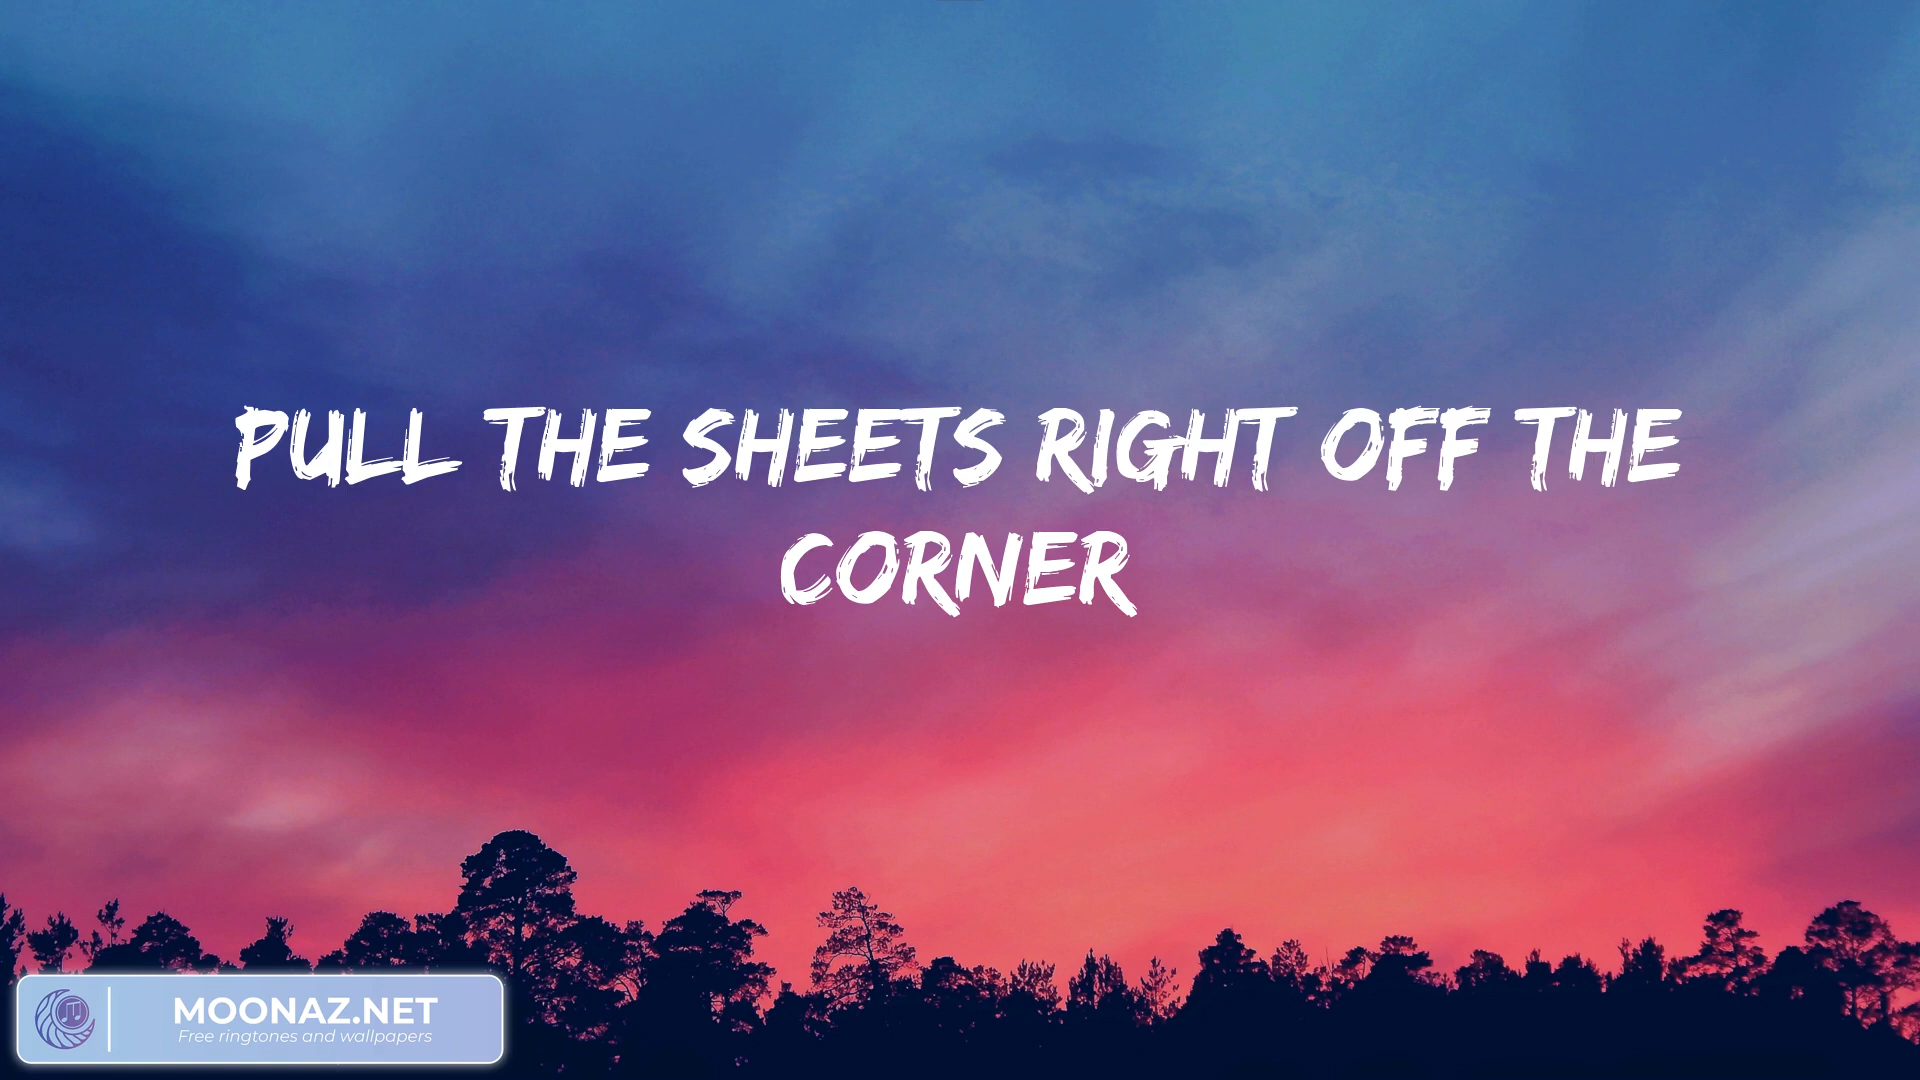 PULL THE SHEETS RIGHT OFF THE
CORNER
MOONAZ.NET
Free ringtones and wallpapers